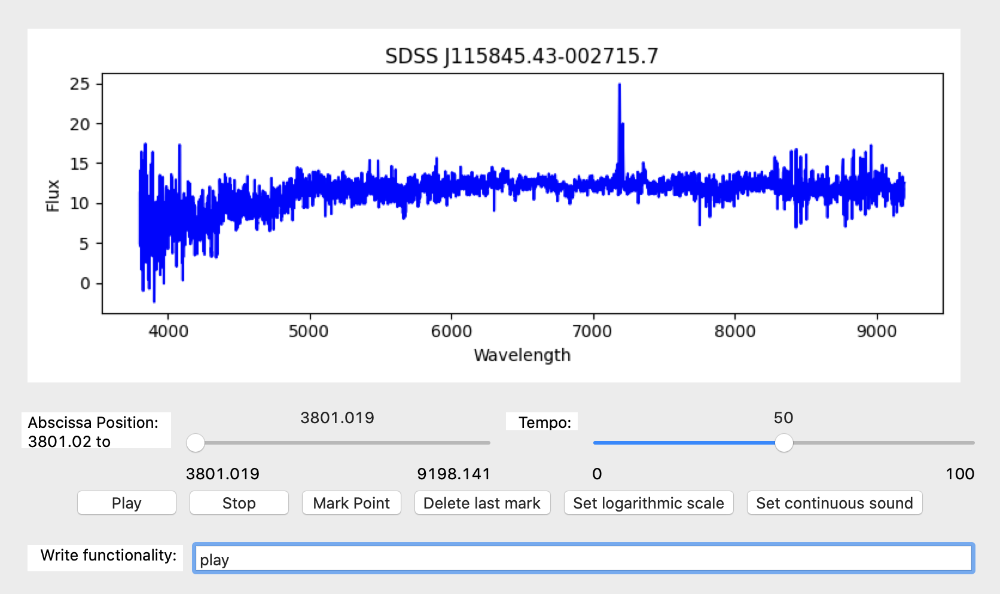 SDSS J115845.43-002715.7
25
20
15
10
5
0
Flux
4000 5000 6000 7000 8000 9000
Wavelength
Abscissa Position:
3801.02 to
3801.019
3801.019 9198.141
Tempo:
50
0 100
Play Stop Mark Point Delete last mark Set logarithmic scale Set continuous sound
Write functionality: play